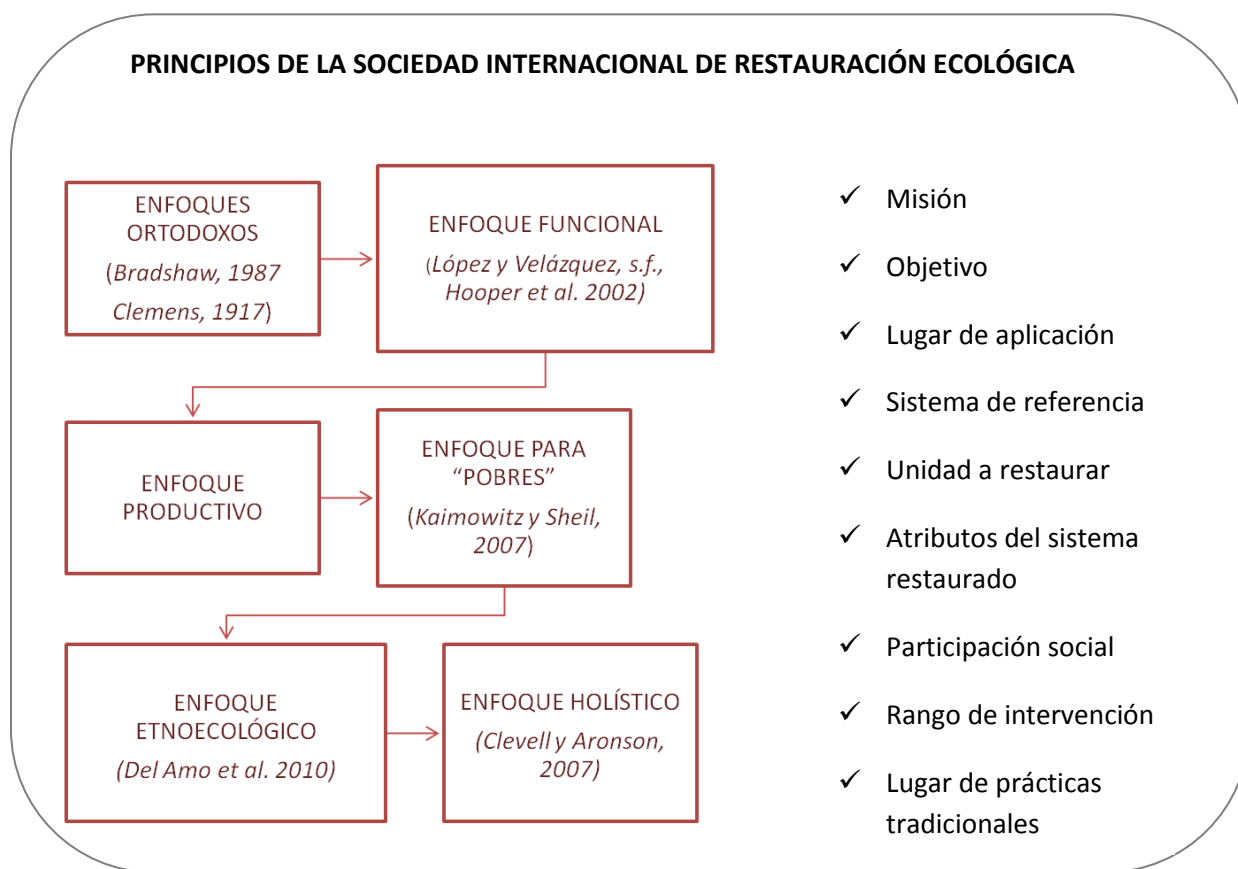 PRINCIPIOS DE LA SOCIEDAD INTERNACIONAL DE RESTAURACIÓN ECOLÓGICA
ENFOQUES
ORTODOXOS
(Bradshaw, 1987
Clemens, 1917)
ENFOQUE FUNCIONAL
(López y Velázquez, s.f.,
Hooper et al. 2002)
ENFOQUE
PRODUCTIVO
ENFOQUE PARA
“POBRES”
(Kaimowitz y Sheil,
2007)
ENFOQUE
ETNOECOLÓGICO
(Del Amo et al. 2010)
ENFOQUE HOLÍSTICO
(Clevell y Aronson,
2007)
✓ Misión
✓ Objetivo
✓ Lugar de aplicación
✓ Sistema de referencia
✓ Unidad a restaurar
✓ Atributos del sistema
restaurado
✓ Participación social
✓ Rango de intervención
✓ Lugar de prácticas
tradicionales